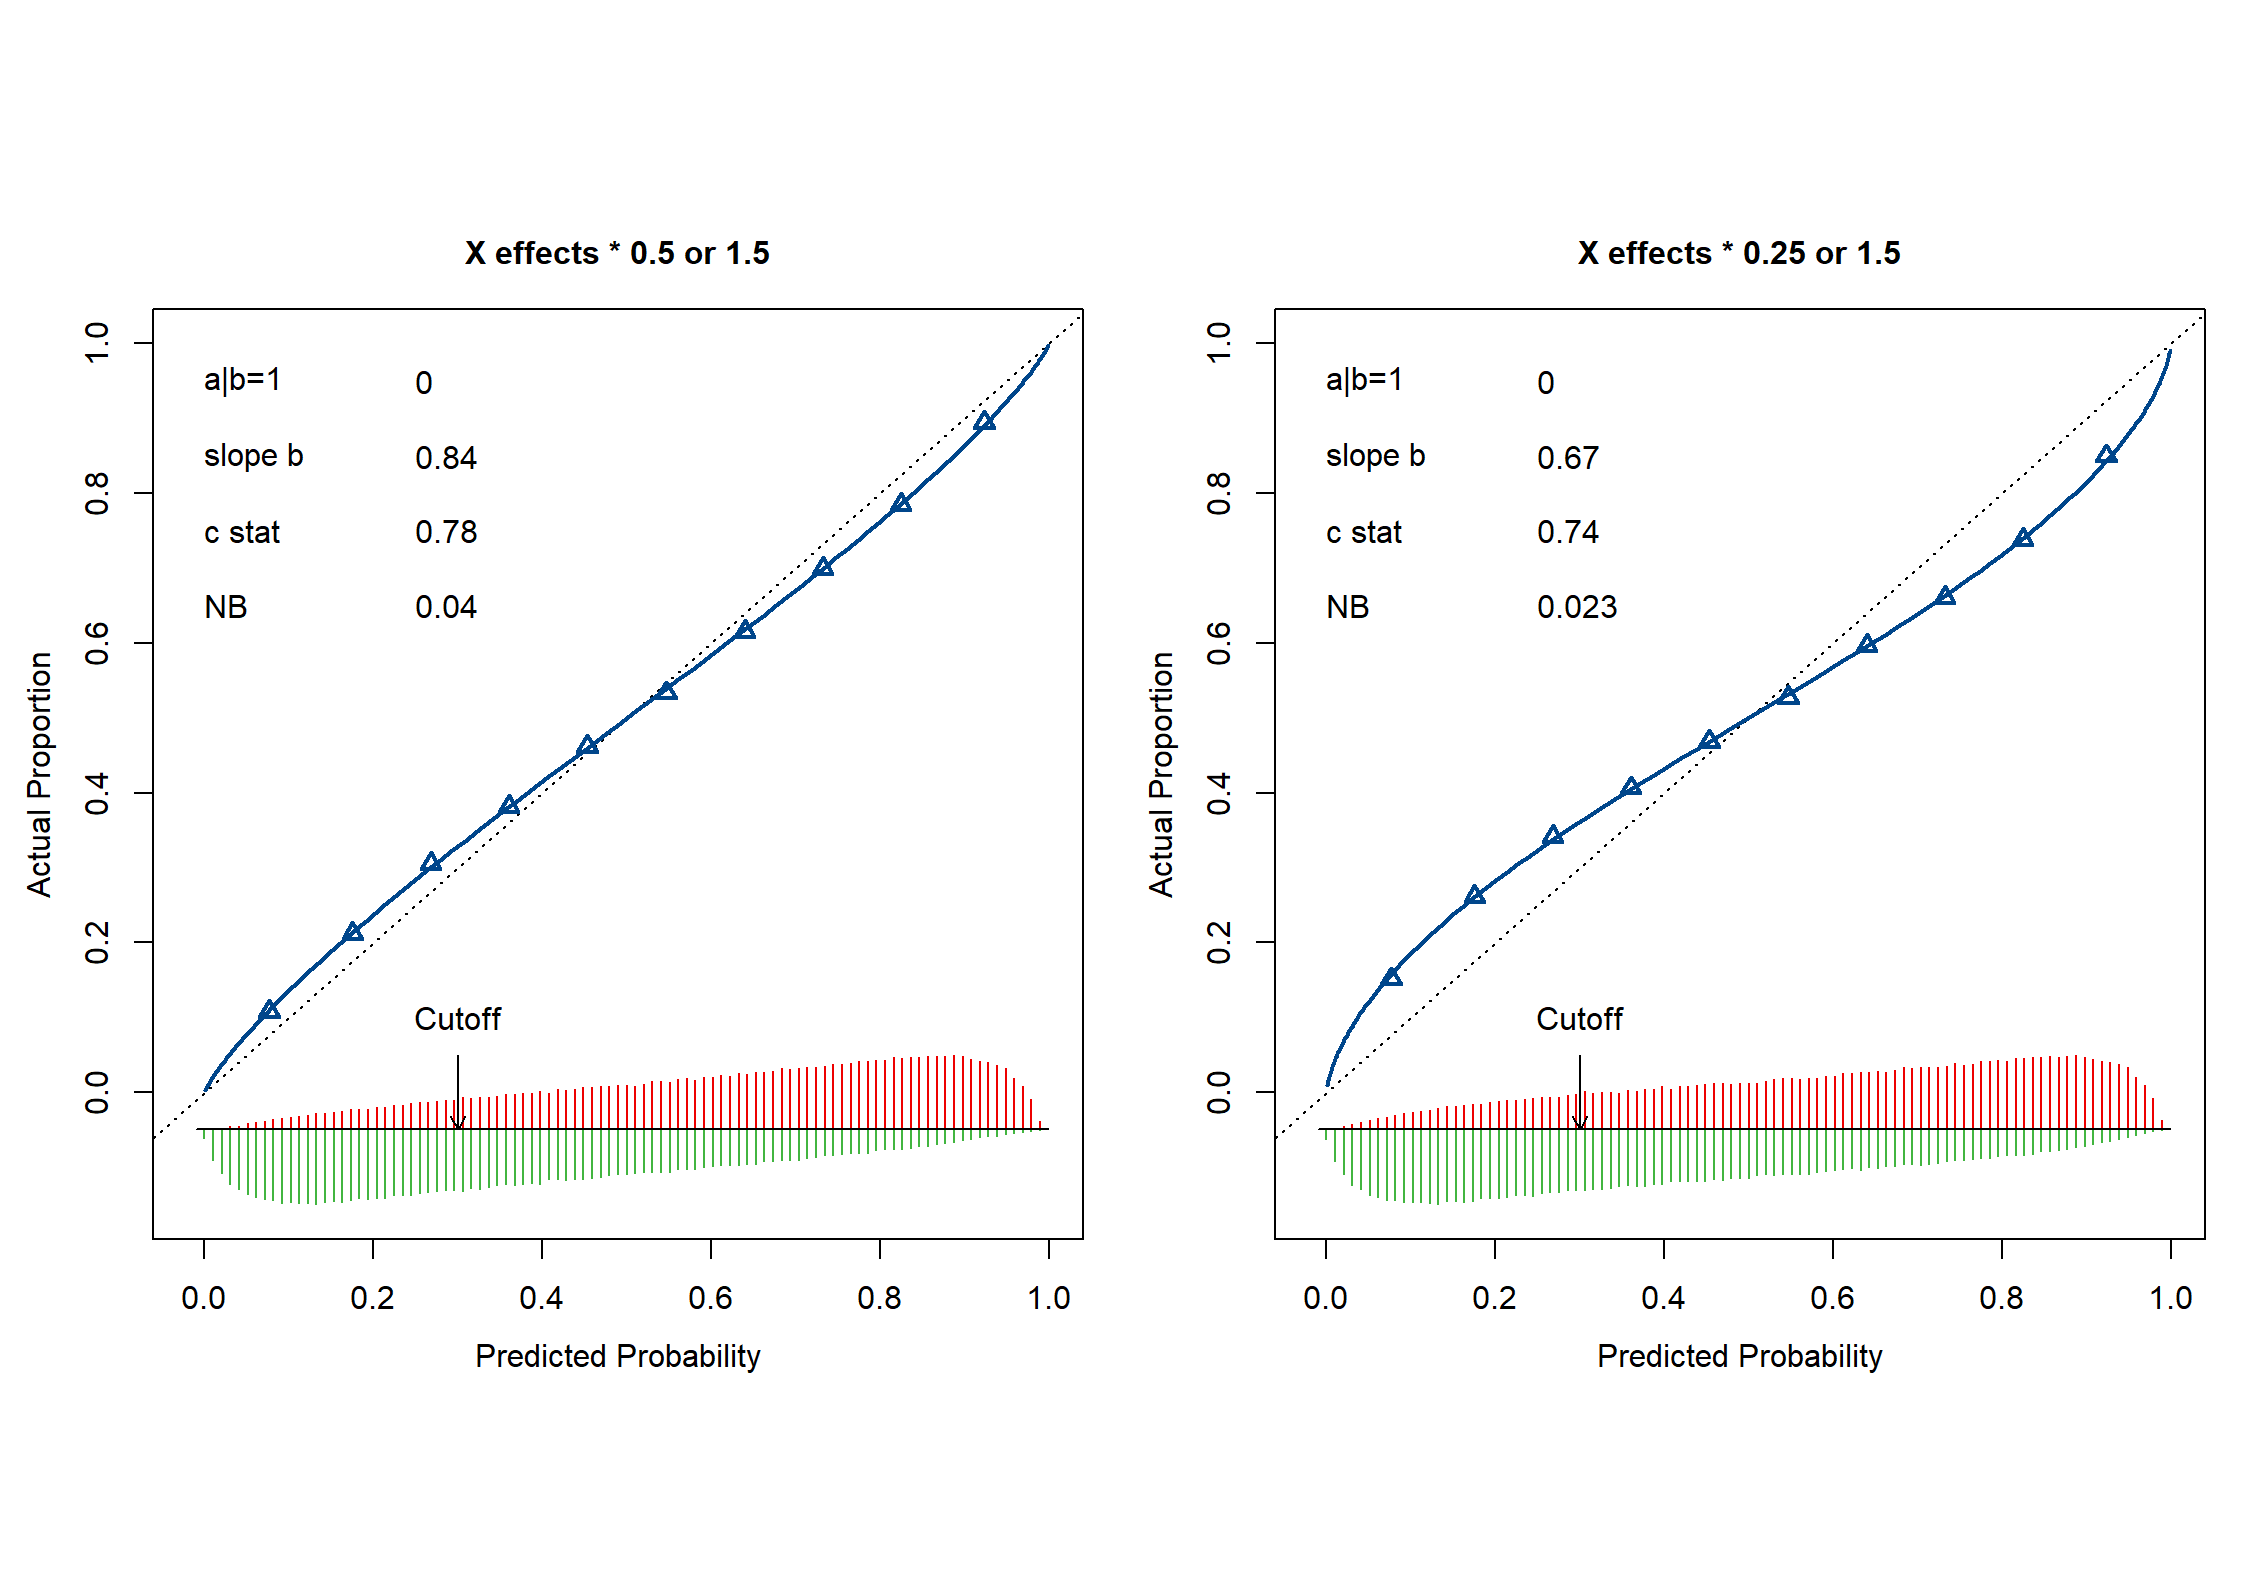 X effects * 0.5 or 1.5
a|b=1 0
slope b 0.84
c stat 0.78
NB 0.04
Cutoff
Actual Proportion
0.0 0.2 0.4 0.6 0.8 1.0
0.0 0.2 0.4 0.6 0.8 1.0
Predicted Probability
X effects * 0.25 or 1.5
a|b=1 0
slope b 0.67
c stat 0.74
NB 0.023
Cutoff
Actual Proportion
0.0 0.2 0.4 0.6 0.8 1.0
0.0 0.2 0.4 0.6 0.8 1.0
Predicted Probability